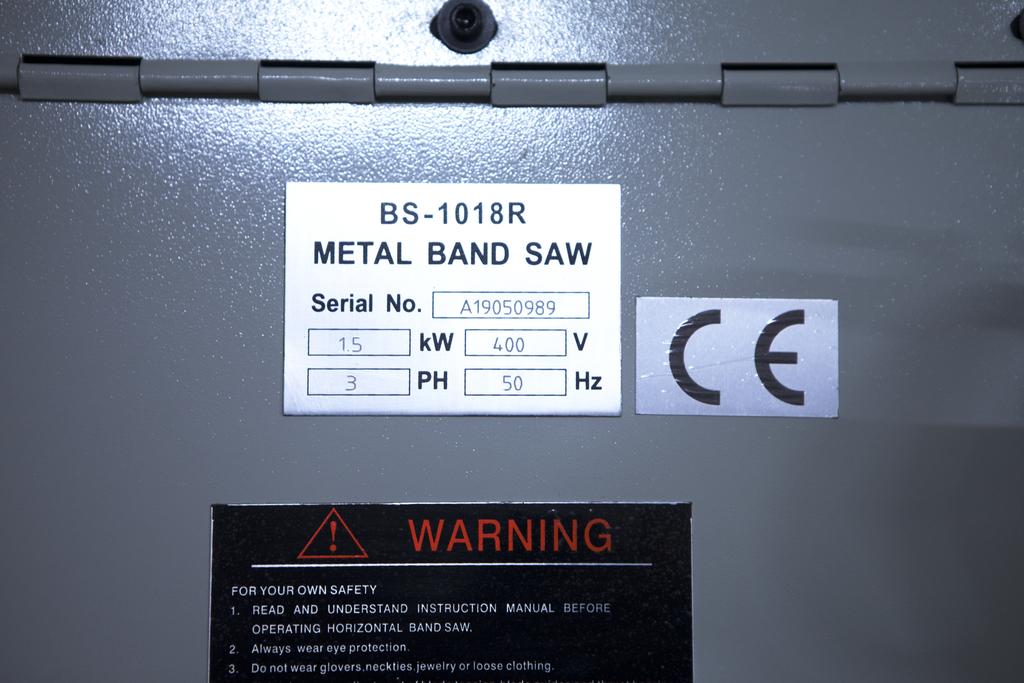 BS-1018R
METAL BAND SAW
Serial No. A19050989
1.5 kW 400 V
3 PH 50 Hz
CE
WARNING
FOR YOUR OWN SAFETY
1. READ AND UNDERSTAND INSTRUCTION MANUAL BEFORE
OPERATING HORIZONTAL BAND SAW.
2. Always wear eye protection.
3. Do not wear glovers,neckties,jewelry or loose clothing.